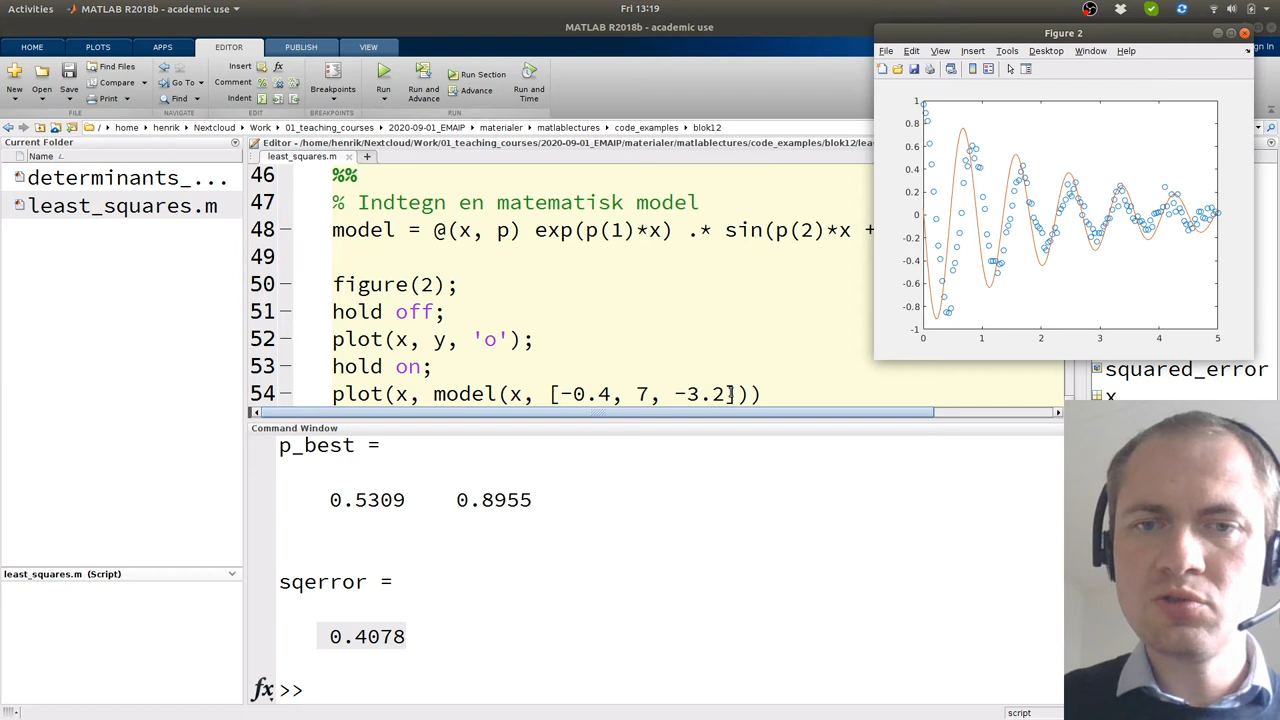 Activities
MATLAB R2018b - academic use
Fri 13:19
MATLAB R2018b - academic use
HOME
PLOTS
APPS
EDITOR
PUBLISH
VIEW
New
Open
Save
Find Files
Compare
Print
FILE
Go To
Find
NAVIGATE
Insert
fx
Comment
Indent
EDIT
Breakpoints
BREAKPOINTS
Run
Run and
Advance
Run Section
Advance
Run and
Time
RUN
/ home henrik Nextcloud Work 01_teaching_courses 2020-09-01_EMAIP materialer matlablectures code_examples blok12
Current Folder
Name
determinants_...
least_squares.m
least_squares.m (Script)
Editor - /home/henrik/Nextcloud/Work/01_teaching_courses/2020-09-01_EMAIP/materialer/matlablectures/code_examples/blok12/lea
least_squares.m
46 %%
47 % Indtegn en matematisk model
48 model = @(x, p) exp(p(1)*x) .* sin(p(2)*x +
49
50 figure(2);
51 hold off;
52 plot(x, y, 'o');
53 hold on;
54 plot(x, model(x, [-0.4, 7, -3.2]))
Command Window
p_best =
0.5309 0.8955
sqerror =
0.4078
fx >>
script
Figure 2
File Edit View Insert Tools Desktop Window Help
1
0.8
0.6
0.4
0.2
0
-0.2
-0.4
-0.6
-0.8
-1
0 1 2 3 4 5
squared_error
x